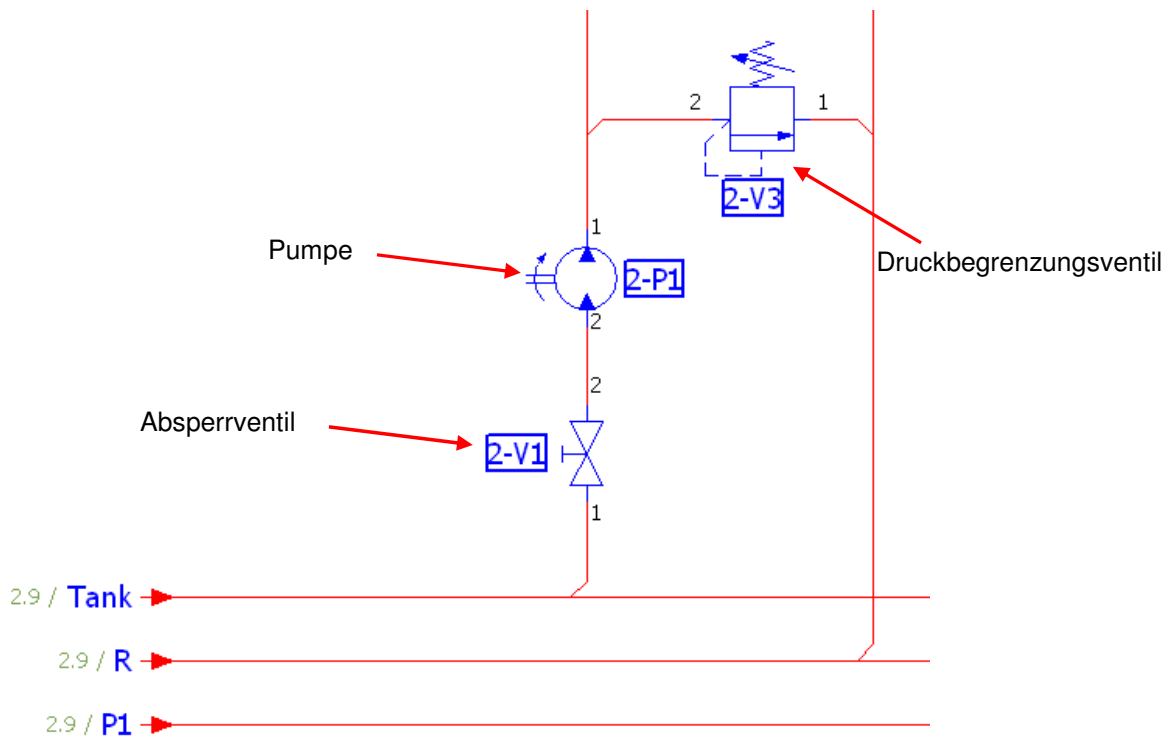 2 1
2-V3
1
Pumpe
2-P1
Druckbegrenzungsventil
2
2
Absperrventil
2-V1
1
2.9 / Tank
2.9 / R
2.9 / P1